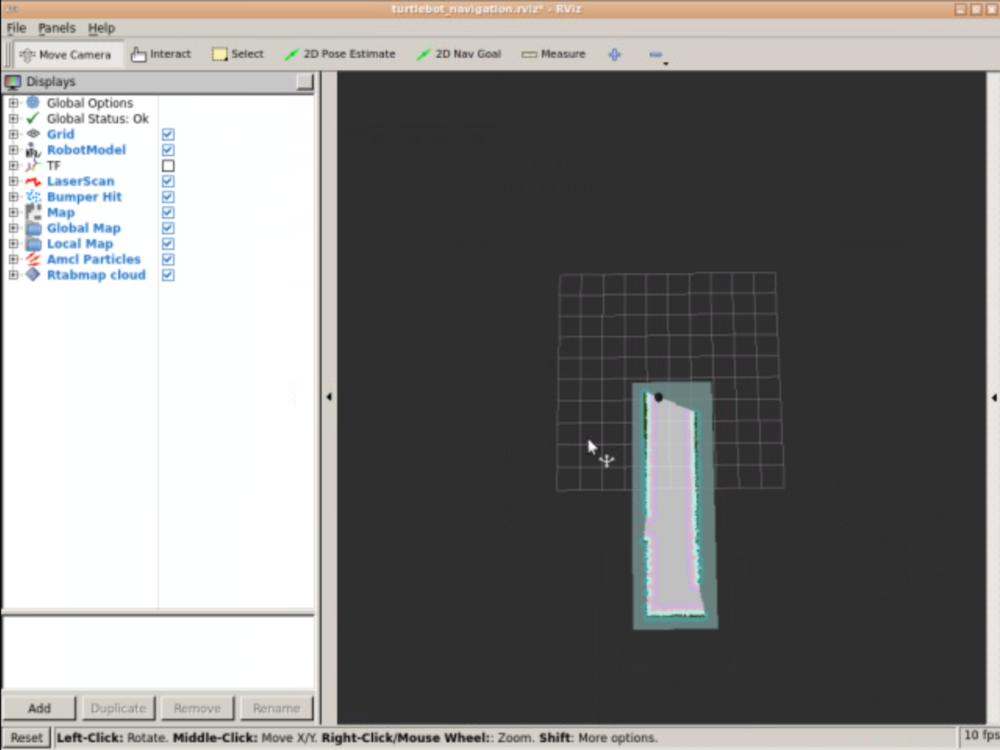 turtlebot_navigation.rviz* - RViz
File Panels Help
Move Camera Interact Select 2D Pose Estimate 2D Nav Goal Measure
Displays
Global Options
Global Status: Ok
Grid
RobotModel
TF
LaserScan
Bumper Hit
Map
Global Map
Local Map
Amcl Particles
Rtabmap cloud
Add Duplicate Remove Rename
Reset Left-Click: Rotate. Middle-Click: Move X/Y. Right-Click/Mouse Wheel:: Zoom. Shift: More options. 10 fps